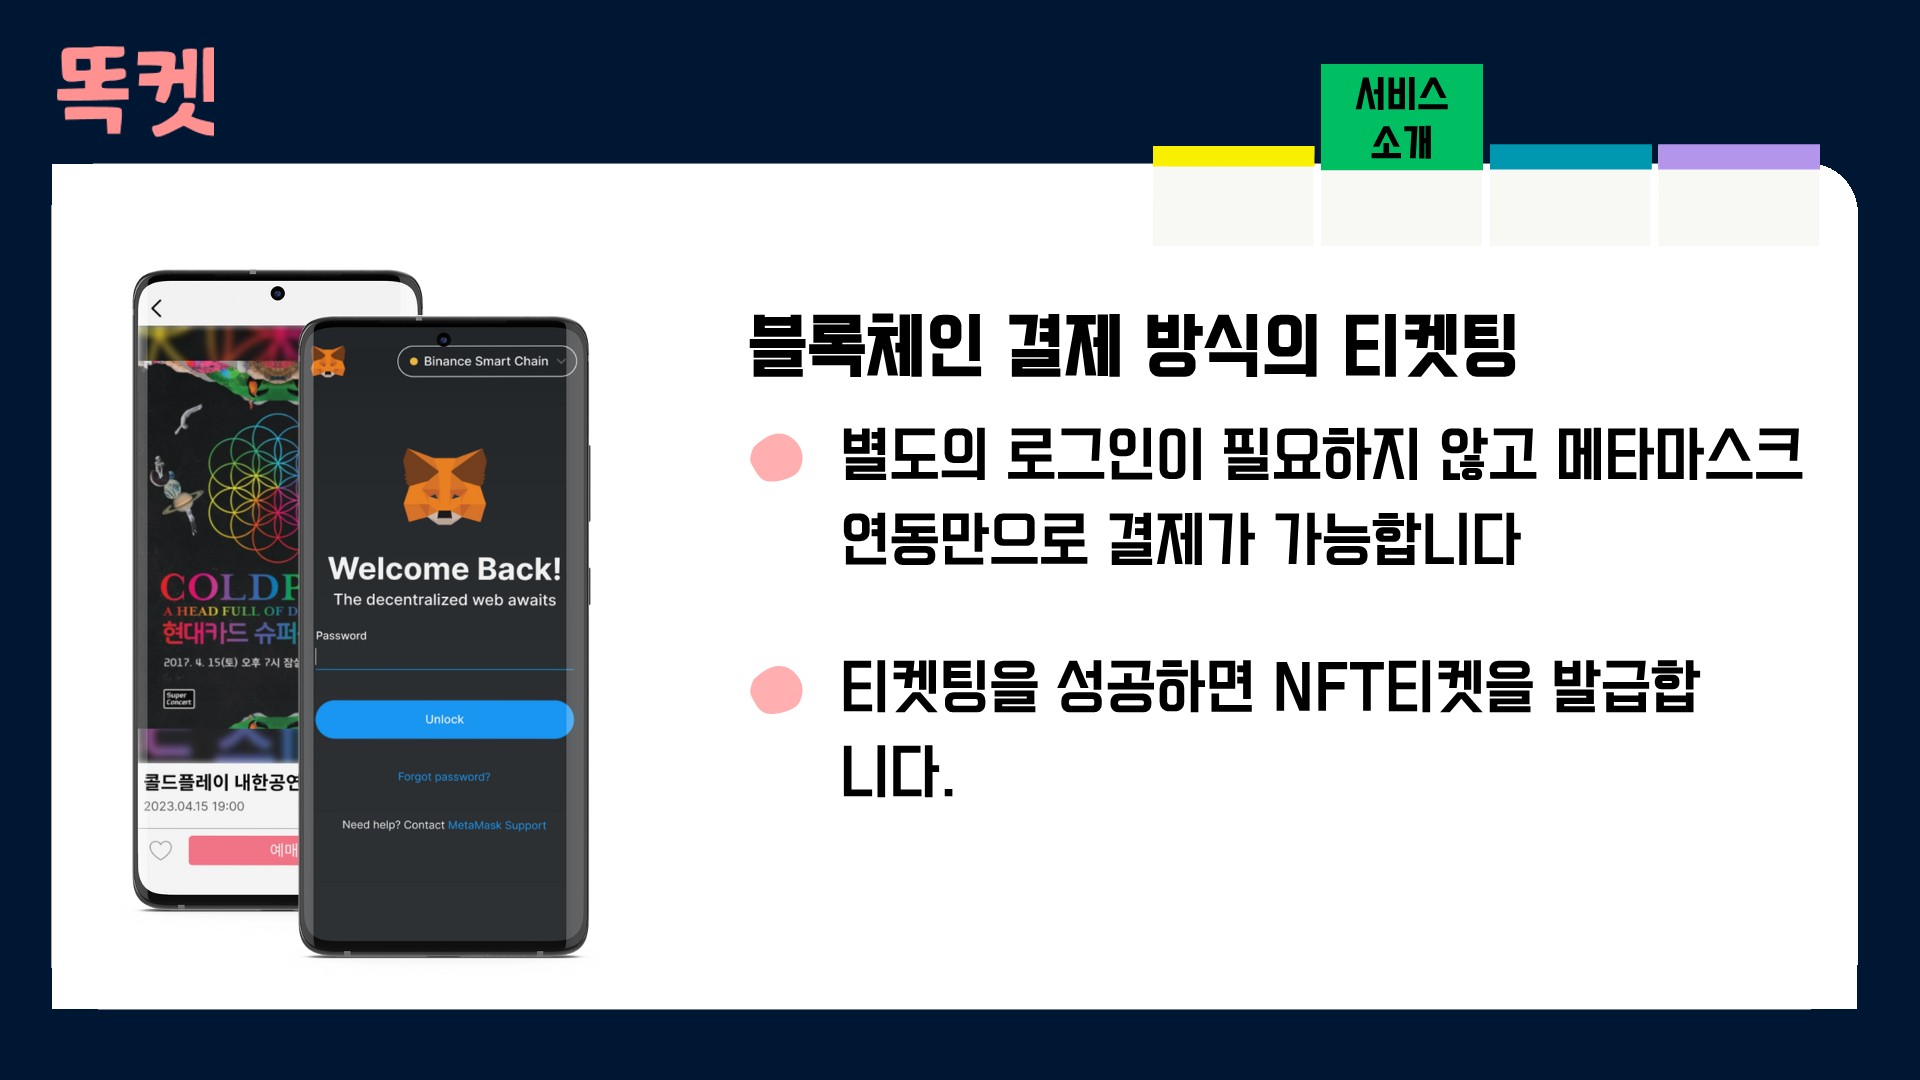 똑켓
서비스
소개
블록체인 결제 방식의 티켓팅
별도의 로그인이 필요하지 않고 메타마스크
연동만으로 결제가 가능합니다
티켓팅을 성공하면 NFT티켓을 발급합
니다.
COLDP
A HEAD FULL OF D
현대카드 슈퍼
2017. 4. 15(토) 오후 7시 잠실
Super
Concert
콜드플레이 내한공연
2023.04.15 19:00
예매
Binance Smart Chain
Welcome Back!
The decentralized web awaits
Password
Unlock
Forgot password?
Need help? Contact MetaMask Support